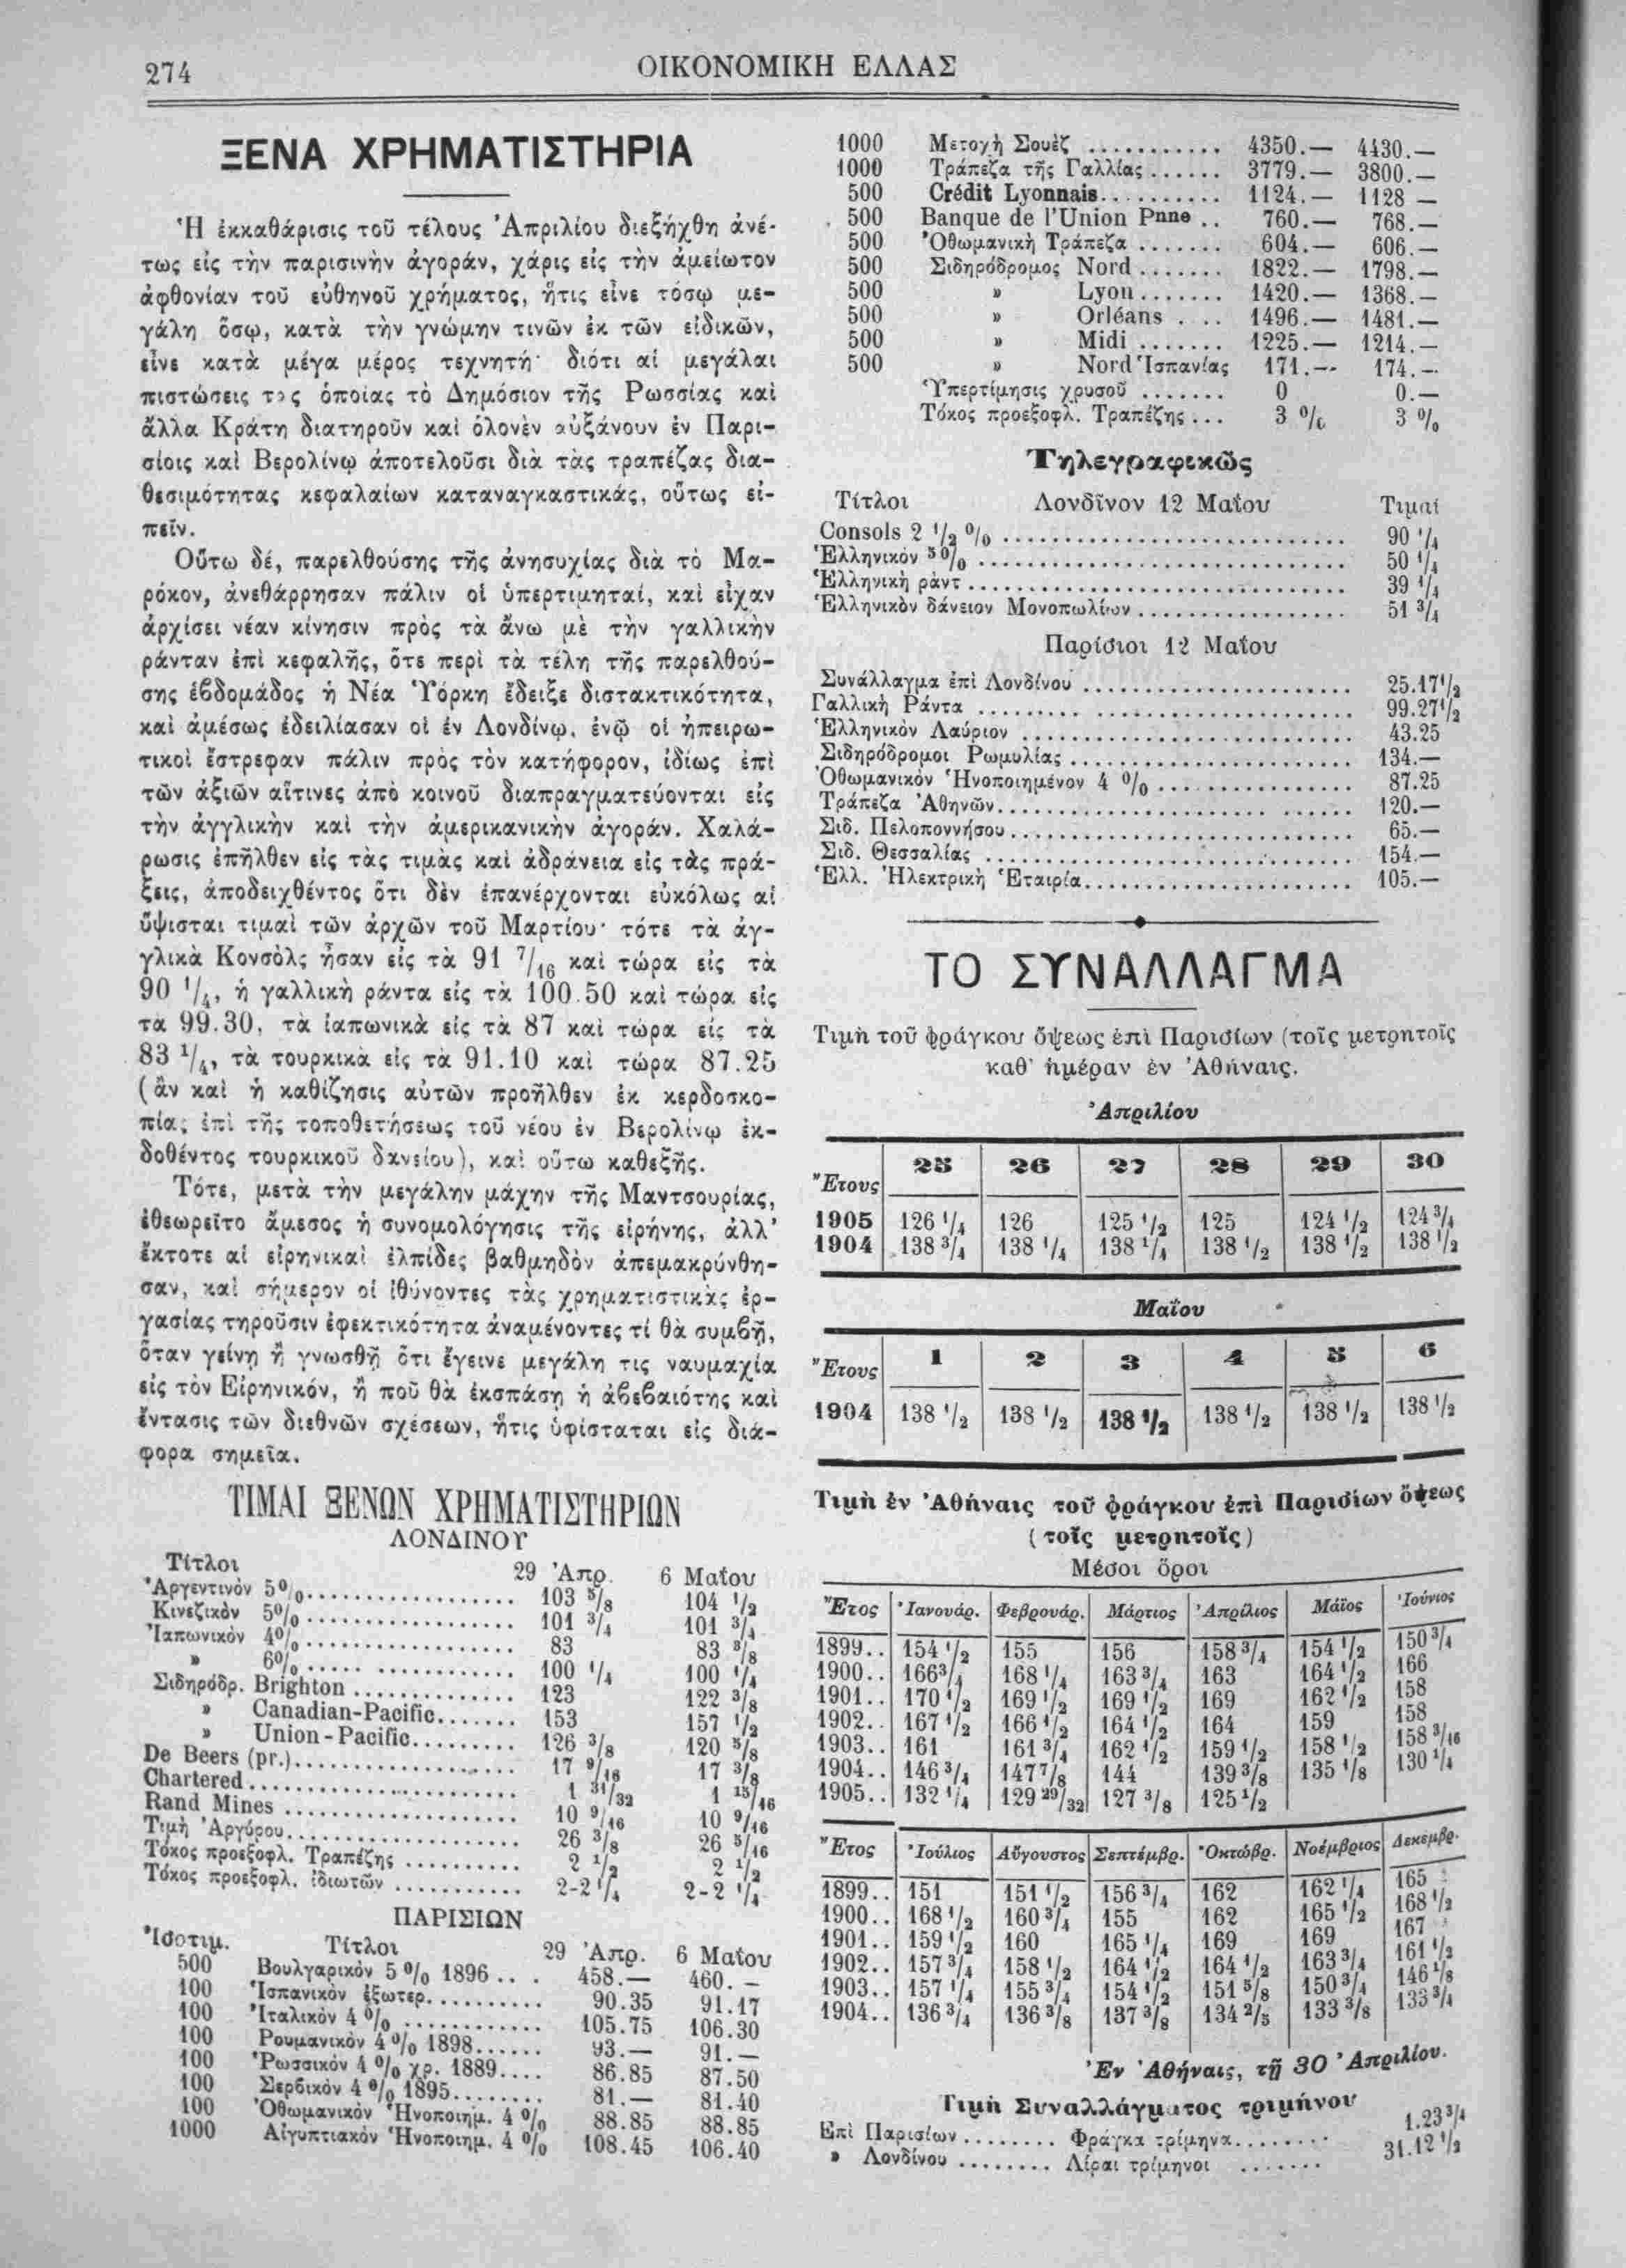 274
ΟΙΚΟΝΟΜΙΚΗ ΕΛΛΑΣ
ΞΕΝΑ ΧΡΗΜΑΤΙΣΤΗΡΙΑ
Ἡ ἐκκαθάρισις τοῦ τέλους Ἀπριλίου διεξήχθη ἀνέ-
τως εἰς τὴν παρισινὴν ἀγοράν, χάρις εἰς τὴν ἀμείωτον
ἀφθονίαν τοῦ εὐθηνοῦ χρήματος, ἥτις εἶνε τόσῳ με-
γάλη ὅσῳ, κατὰ τὴν γνώμην τινῶν ἐκ τῶν εἰδικῶν,
εἶνε κατὰ μέγα μέρος τεχνητή· διότι αἱ μεγάλαι
πιστώσεις τὰς ὁποίας τὸ Δημόσιον τῆς Ρωσσίας καὶ
ἄλλα Κράτη διατηροῦν καὶ ὁλονὲν αὐξάνουν ἐν Παρι-
σίοις καὶ Βερολίνῳ ἀποτελοῦσι διὰ τὰς τραπέζας δια-
θεσιμότητας κεφαλαίων καταναγκαστικάς, οὕτως εἰ-
πεῖν.
Οὕτω δέ, παρελθούσης τῆς ἀνησυχίας διὰ τὸ Μα-
ρόκον, ἀνεθάρρησαν πάλιν οἱ ὑπερτιμηταί, καὶ εἶχαν
ἀρχίσει νέαν κίνησιν πρὸς τὰ ἄνω μὲ τὴν γαλλικὴν
ράνταν ἐπὶ κεφαλῆς, ὅτε περὶ τὰ τέλη τῆς παρελθού-
σης ἑβδομάδος ἡ Νέα Ὑόρκη ἔδειξε διστακτικότητα,
καὶ ἀμέσως ἐδειλίασαν οἱ ἐν Λονδίνῳ, ἐνῷ οἱ ἠπειρω-
τικοὶ ἔστρεφαν πάλιν πρὸς τὸν κατήφορον, ἰδίως ἐπὶ
τῶν ἀξιῶν αἵτινες ἀπὸ κοινοῦ διαπραγματεύονται εἰς
τὴν ἀγγλικὴν καὶ τὴν ἀμερικανικὴν ἀγοράν. Χαλά-
ρωσις ἐπῆλθεν εἰς τὰς τιμὰς καὶ ἀδράνεια εἰς τὰς πρά-
ξεις, ἀποδειχθέντος ὅτι δὲν ἐπανέρχονται εὐκόλως αἱ
ὕψισται τιμαὶ τῶν ἀρχῶν τοῦ Μαρτίου· τότε τὰ ἀγ-
γλικὰ Κονσὸλς ἦσαν εἰς τὰ 91 7/16 καὶ τώρα εἰς τὰ
90 1/4, ἡ γαλλικὴ ράντα εἰς τὰ 100.50 καὶ τώρα εἰς
τὰ 99.30, τὰ ἰαπωνικὰ εἰς τὰ 87 καὶ τώρα εἰς τὰ
83 1/4, τὰ τουρκικὰ εἰς τὰ 91.10 καὶ τώρα 87.25
(ἂν καὶ ἡ καθίζησις αὐτῶν προῆλθεν ἐκ κερδοσκο-
πίας ἐπὶ τῆς τοποθετήσεως τοῦ νέου ἐν Βερολίνῳ ἐκ-
δοθέντος τουρκικοῦ δανείου), καὶ οὕτω καθεξῆς.
Τότε, μετὰ τὴν μεγάλην μάχην τῆς Μαντσουρίας,
ἐθεωρεῖτο ἄμεσος ἡ συνομολόγησις τῆς εἰρήνης, ἀλλ'
ἔκτοτε αἱ εἰρηνικαὶ ἐλπίδες βαθμηδὸν ἀπεμακρύνθη-
σαν, καὶ σήμερον οἱ ἰθύνοντες τὰς χρηματιστικὰς ἐρ-
γασίας τηροῦσιν ἐφεκτικότητα ἀναμένοντες τί θὰ συμβῇ,
ὅταν γείνῃ ἢ γνωσθῇ ὅτι ἔγεινε μεγάλη τις ναυμαχία
εἰς τὸν Εἰρηνικόν, ἢ ποῦ θὰ ἐκσπάσῃ ἡ ἀβεβαιότης καὶ
ἔντασις τῶν διεθνῶν σχέσεων, ἥτις ὑφίσταται εἰς διά-
φορα σημεῖα.
ΤΙΜΑΙ ΞΕΝΩΝ ΧΡΗΜΑΤΙΣΤΗΡΙΩΝ
ΛΟΝΔΙΝΟΥ
Τίτλοι 29 Ἀπρ. 6 Μαΐου
Ἀργεντινὸν 5 0/0 103 5/8 104 1/2
Κινεζικὸν 5 0/0 101 3/4 101 3/4
Ἰαπωνικὸν 4 0/0 83 83 3/8
» 6 0/0 100 1/4 100 1/4
Σιδηρόδρ. Brighton 123 122 3/8
» Canadian-Pacific 153 157 1/2
» Union-Pacific 126 3/8 120 5/8
De Beers (pr.) 17 9/16 17 3/8
Chartered 1 31/32 1 15/16
Rand Mines 10 9/16 10 9/16
Τιμὴ Ἀργύρου 26 3/8 26 5/16
Τόκος προεξοφλ. Τραπέζης 2 1/2 2 1/2
Τόκος προεξοφλ. ἰδιωτῶν 2-2 1/4 2-2 1/4
ΠΑΡΙΣΙΩΝ
Ἰσοτιμ. Τίτλοι 29 Ἀπρ. 6 Μαΐου
500 Βουλγαρικὸν 5 0/0 1896 458.— 460.—
100 Ἱσπανικὸν ἐξωτερ. 90.35 91.17
100 Ἰταλικὸν 4 0/0 105.75 106.30
100 Ρουμανικὸν 4 0/0 1898 93.— 91.—
100 Ῥωσσικὸν 4 0/0 χρ. 1889 86.85 87.50
100 Σερβικὸν 4 0/0 1895 81.— 81.40
100 Ὀθωμανικὸν Ἡνοποιημ. 4 0/0 88.85 88.85
1000 Αἰγυπτιακὸν Ἡνοποιημ. 4 0/0 108.45 106.40
1000 Μετοχὴ Σουὲζ 4350.— 4430.—
1000 Τράπεζα τῆς Γαλλίας 3779.— 3800.—
500 Crédit Lyonnais 1124.— 1128 —
500 Banque de l'Union Pnne 760.— 768.—
500 Ὀθωμανικὴ Τράπεζα 604.— 606.—
500 Σιδηρόδρομος Nord 1822.— 1798.—
500 » Lyon 1420.— 1368.—
500 » Orléans 1496.— 1481.—
500 » Midi 1225.— 1214.—
500 » Nord Ἱσπανίας 171.— 174.—
Ὑπερτίμησις χρυσοῦ 0 0.—
Τόκος προεξοφλ. Τραπέζης 3 0/0 3 0/0
Τηλεγραφικῶς
Τίτλοι Λονδῖνον 12 Μαΐου Τιμαί
Consols 2 1/2 0/0 90 1/4
Ἑλληνικὸν 5 0/0 50 1/4
Ἑλληνικὴ ράντ 39 1/4
Ἑλληνικὸν δάνειον Μονοπωλίων 51 3/4
Παρίσιοι 12 Μαΐου
Συνάλλαγμα ἐπὶ Λονδίνου 25.17 1/2
Γαλλικὴ Ράντα 99.27 1/2
Ἑλληνικὸν Λαύριον 43.25
Σιδηρόδρομοι Ρωμυλίας 134.—
Ὀθωμανικὸν Ἡνοποιημένον 4 0/0 87.25
Τράπεζα Ἀθηνῶν 120.—
Σιδ. Πελοποννήσου 65.—
Σιδ. Θεσσαλίας 154.—
Ἑλλ. Ἠλεκτρικὴ Ἑταιρία 105.—
ΤΟ ΣΥΝΑΛΛΑΓΜΑ
Τιμὴ τοῦ φράγκου ὄψεως ἐπὶ Παρισίων (τοῖς μετρητοῖς
καθ' ἡμέραν ἐν Ἀθήναις.
Ἀπριλίου
Ἔτους 25 26 27 28 29 30
1905 126 1/4 126 125 1/2 125 124 1/2 124 3/4
1904 138 3/4 138 1/4 138 1/4 138 1/2 138 1/2 138 1/2
Μαΐου
Ἔτους 1 2 3 4 5 6
1904 138 1/2 138 1/2 138 1/2 138 1/2 138 1/2 138 1/2
Τιμὴ ἐν Ἀθήναις τοῦ φράγκου ἐπὶ Παρισίων ὄψεως
(τοῖς μετρητοῖς)
Μέσοι ὅροι
Ἔτος Ἰανουάρ. Φεβρουάρ. Μάρτιος Ἀπρίλιος Μάϊος Ἰούνιος
1899.. 154 1/2 155 156 158 3/4 154 1/2 150 3/4
1900.. 166 3/4 168 1/4 163 3/4 163 164 1/2 166
1901.. 170 1/2 169 1/2 169 1/2 169 162 1/2 158
1902.. 167 1/2 166 1/2 164 1/2 164 159 158
1903.. 161 161 3/4 162 1/2 159 1/2 158 1/2 158 3/16
1904.. 146 3/4 147 7/8 144 139 3/8 135 1/8 130 1/4
1905.. 132 1/4 129 29/32 127 3/8 125 1/2
Ἔτος Ἰούλιος Αὔγουστος Σεπτέμβρ. Ὀκτώβρ. Νοέμβριος Δεκέμβρ.
1899.. 151 151 1/2 156 3/4 162 162 1/4 165
1900.. 168 1/2 160 3/4 155 162 165 1/2 168 1/2
1901.. 159 1/2 160 165 1/4 169 169 167
1902.. 157 3/4 158 1/2 164 1/2 164 1/2 163 3/4 161 1/2
1903.. 157 1/4 155 3/4 154 1/2 151 5/8 150 3/4 146 1/8
1904.. 136 3/4 136 3/8 137 3/8 134 2/5 133 3/8 133 3/4
Ἐν Ἀθήναις, τῇ 30 Ἀπριλίου.
Τιμὴ Συναλλάγματος τριμήνου
Ἐπὶ Παρισίων Φράγκα τρίμηνα 1.23 3/4
» Λονδίνου Λίραι τρίμηνοι 31.12 1/2